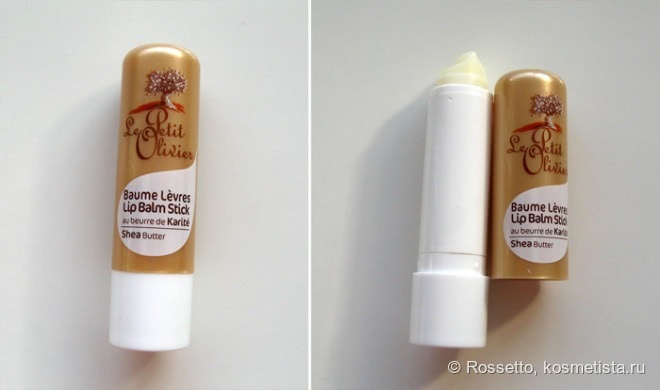 Le Petit
Olivier
Baume Lèvres
Lip Balm Stick
au beurre de Karité
Shea Butter
Le Petit
Olivier
Baume Lèvres
Lip Balm Stick
au beurre de Karité
Shea Butter
© Rossetto, kosmetista.ru